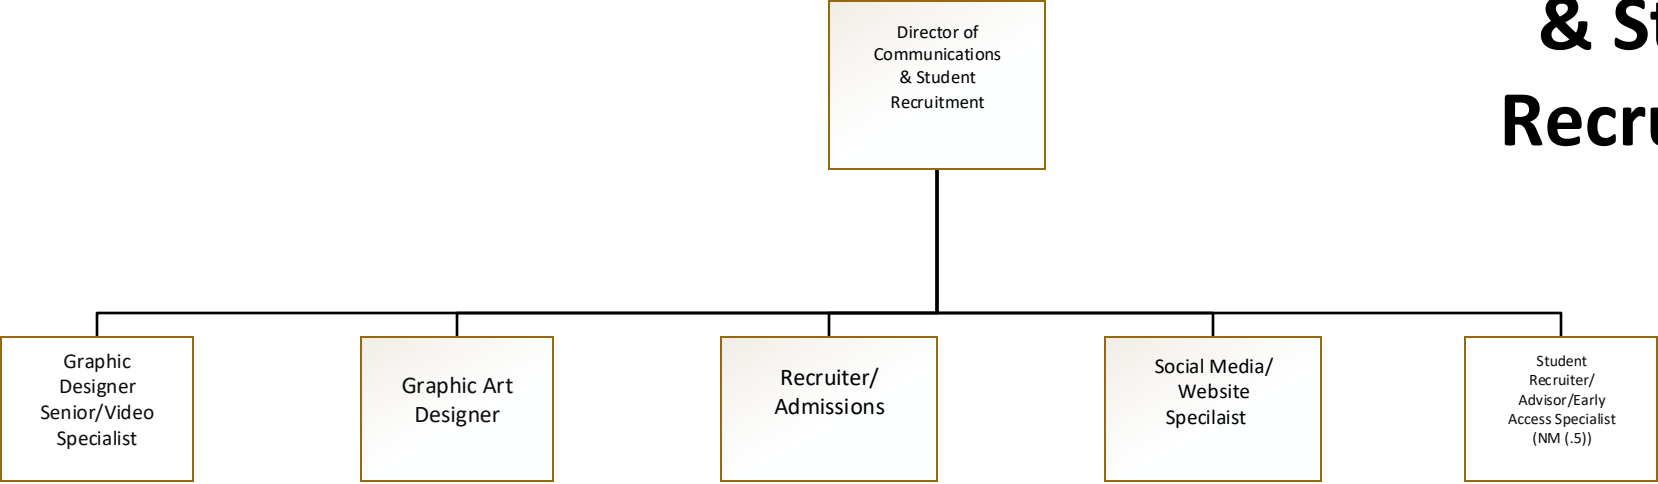 Director of
Communications
& Student
Recruitment
& St
Recru
Graphic
Designer
Senior/Video
Specialist
Graphic Art
Designer
Recruiter/
Admissions
Social Media/
Website
Specilaist
Student
Recruiter/
Advisor/Early
Access Specialist
(NM (.5))